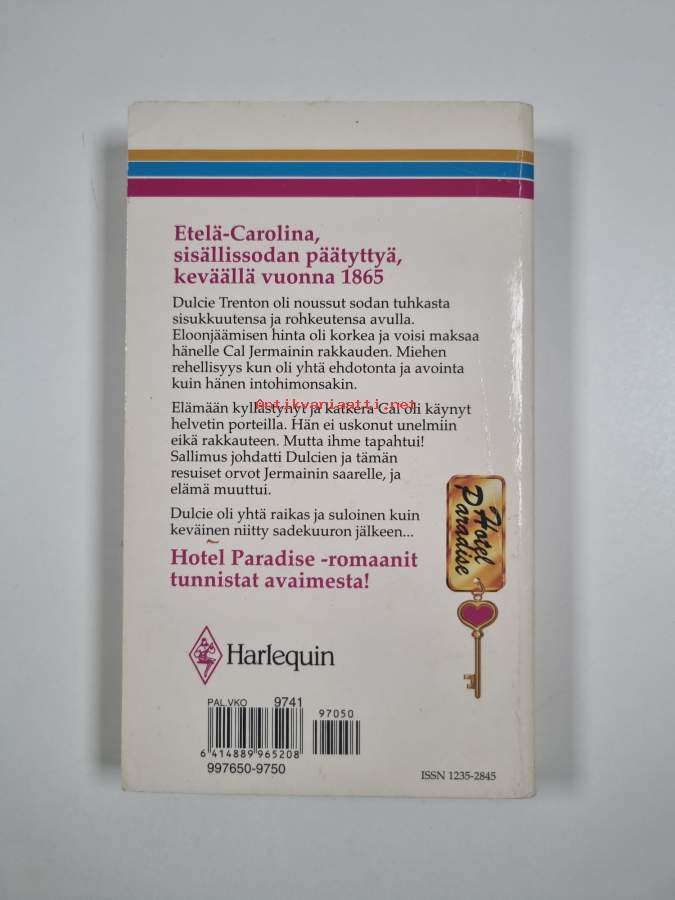 Etelä-Carolina,
sisällissodan päätyttyä,
keväällä vuonna 1865
Dulcie Trenton oli noussut sodan tuhkasta
sisukkuutensa ja rohkeutensa avulla.
Eloonjäämisen hinta oli korkea ja voisi maksaa
hänelle Cal Jermainin rakkauden. Miehen
rehellisyys kun oli yhtä ehdotonta ja avointa
kuin hänen intohimonsakin.
Antikvariaatti.net
Elämään kyllästynyt ja katkera Cal oli käynyt
helvetin porteilla. Hän ei uskonut unelmiin
eikä rakkauteen. Mutta ihme tapahtui!
Sallimus johdatti Dulcien ja tämän
resuiset orvot Jermainin saarelle, ja
elämä muuttui.
Dulcie oli yhtä raikas ja suloinen kuin
keväinen niitty sadekuuron jälkeen...
Hotel Paradise -romaanit
tunnistat avaimesta!
Hotel
Paradise
Harlequin
PAL.VKO 9741
97050
6 414889 965208
997650-9750
ISSN 1235-2845